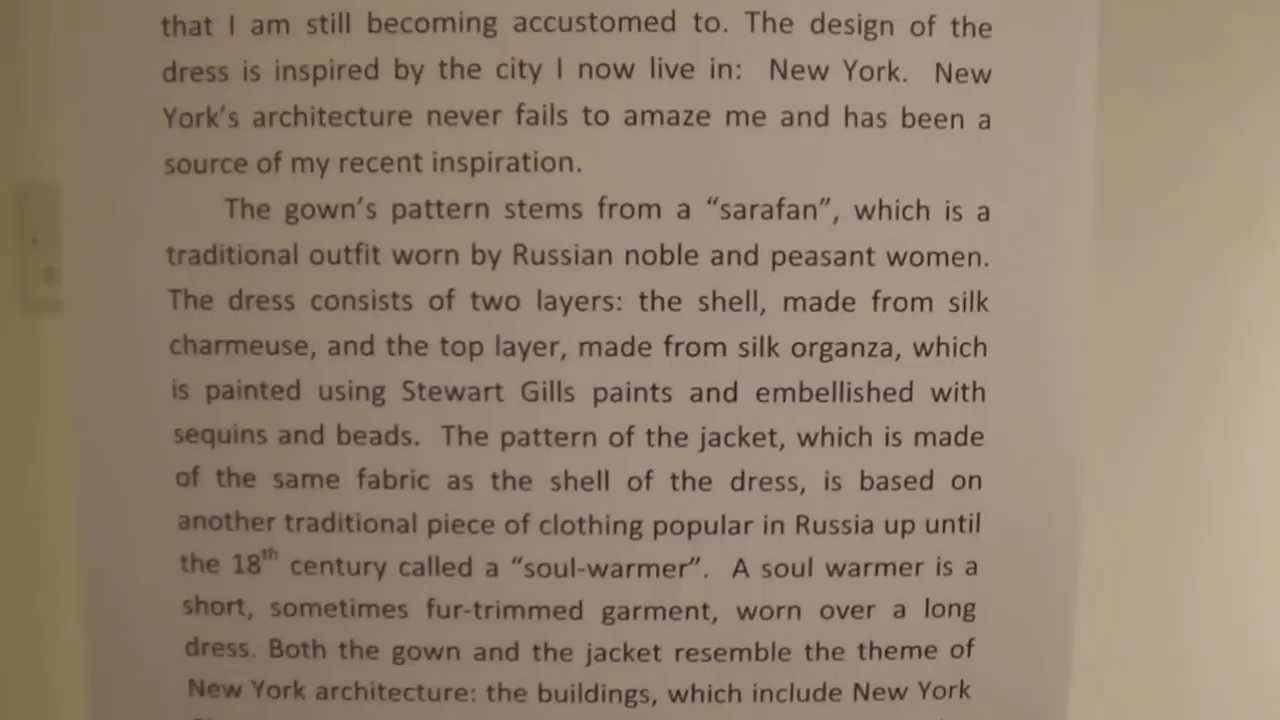 that I am still becoming accustomed to. The design of the
dress is inspired by the city I now live in:  New York.  New
York's architecture never fails to amaze me and has been a
source of my recent inspiration.
The gown's pattern stems from a “sarafan”, which is a
traditional outfit worn by Russian noble and peasant women.
The dress consists of two layers: the shell, made from silk
charmeuse, and the top layer, made from silk organza, which
is painted using Stewart Gills paints and embellished with
sequins and beads.  The pattern of the jacket, which is made
of the same fabric as the shell of the dress, is based on
another traditional piece of clothing popular in Russia up until
the 18th century called a “soul-warmer”.  A soul warmer is a
short, sometimes fur-trimmed garment, worn over a long
dress. Both the gown and the jacket resemble the theme of
New York architecture: the buildings, which include New York